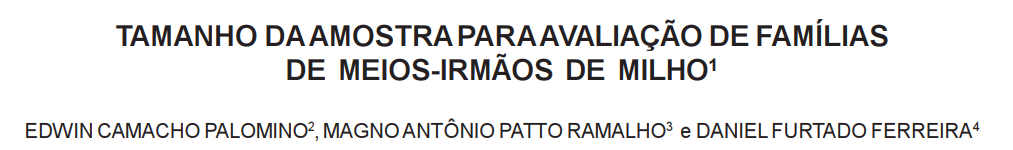 TAMANHO DA AMOSTRA PARA AVALIAÇÃO DE FAMÍLIAS
DE MEIOS-IRMÃOS DE MILHO¹
EDWIN CAMACHO PALOMINO², MAGNO ANTÔNIO PATTO RAMALHO³ e DANIEL FURTADO FERREIRA⁴